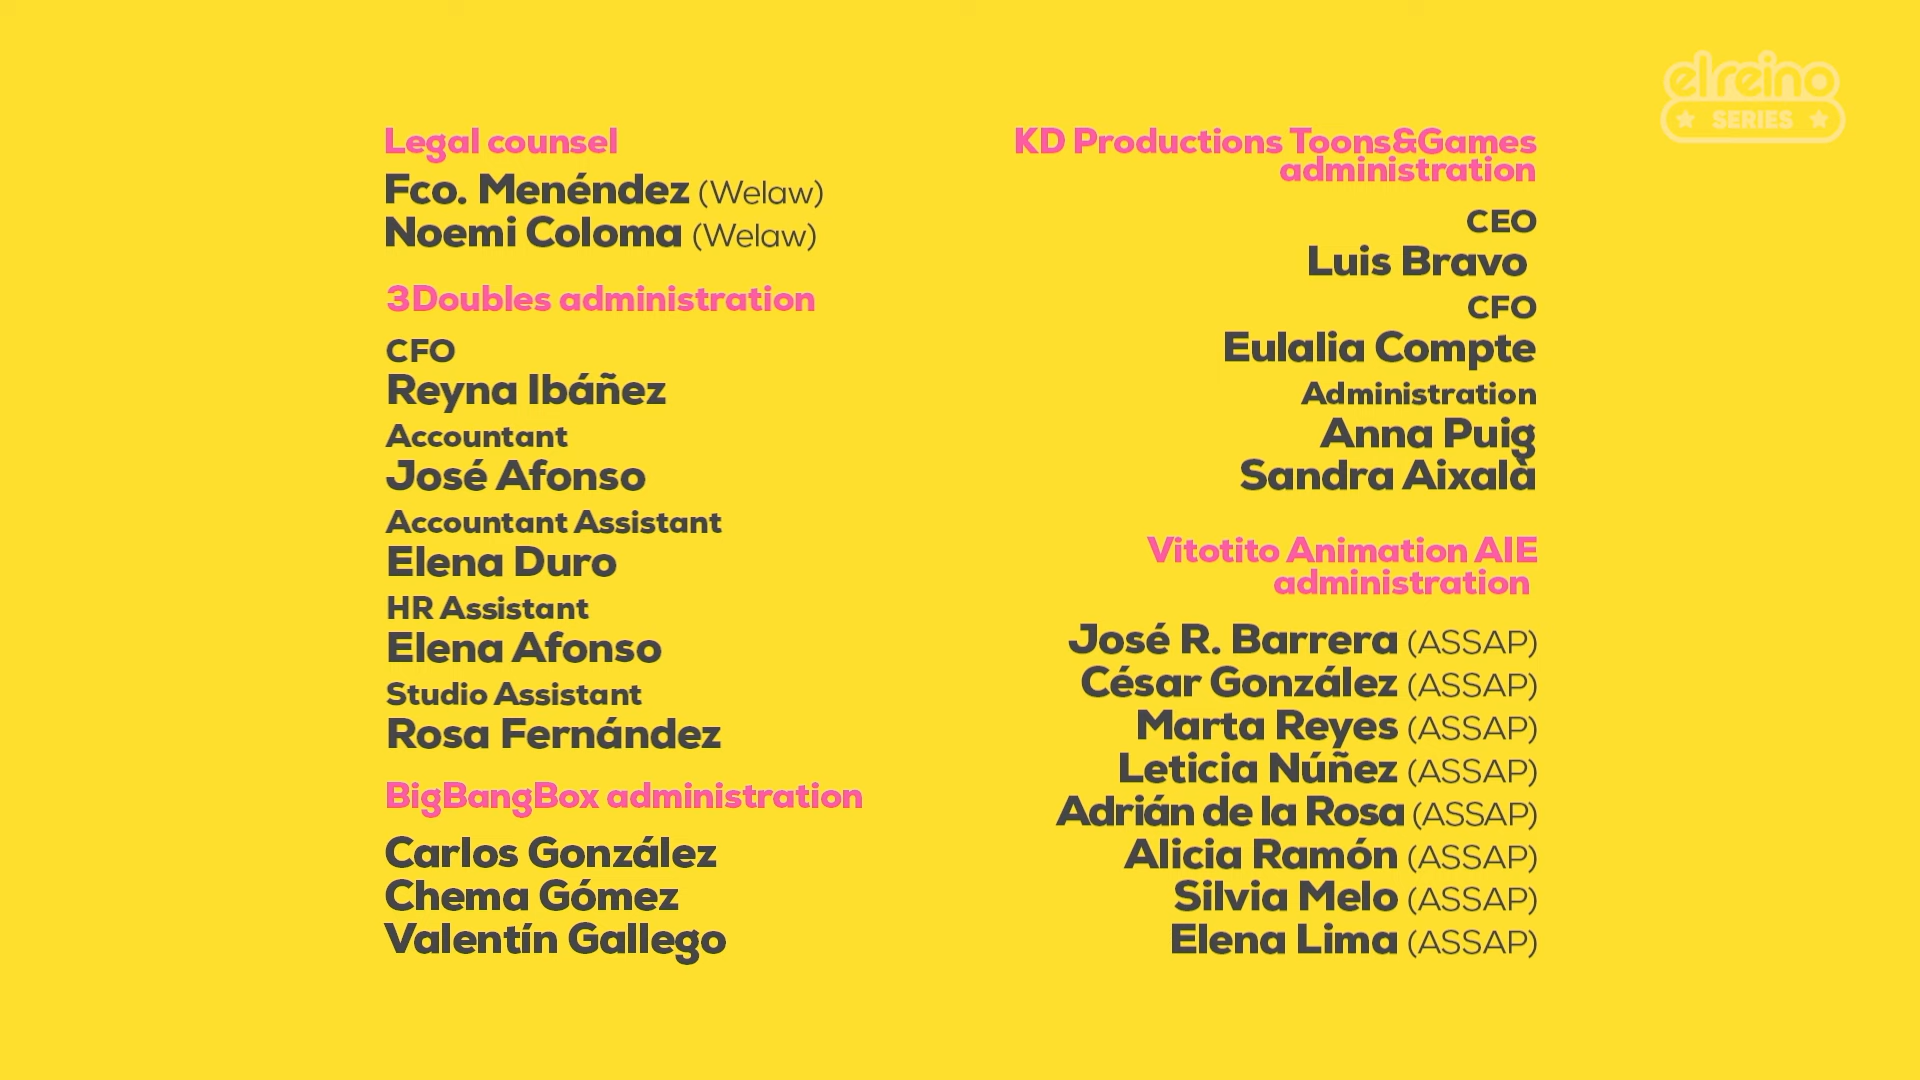 Legal counsel
Fco. Menéndez (Welaw)
Noemi Coloma (Welaw)
3Doubles administration
CFO
Reyna Ibáñez
Accountant
José Afonso
Accountant Assistant
Elena Duro
HR Assistant
Elena Afonso
Studio Assistant
Rosa Fernández
BigBangBox administration
Carlos González
Chema Gómez
Valentín Gallego
KD Productions Toons&Games
administration
CEO
Luis Bravo
CFO
Eulalia Compte
Administration
Anna Puig
Sandra Aixalà
Vitotito Animation AIE
administration
José R. Barrera (ASSAP)
César González (ASSAP)
Marta Reyes (ASSAP)
Leticia Núñez (ASSAP)
Adrián de la Rosa (ASSAP)
Alicia Ramón (ASSAP)
Silvia Melo (ASSAP)
Elena Lima (ASSAP)
el reino
SERIES